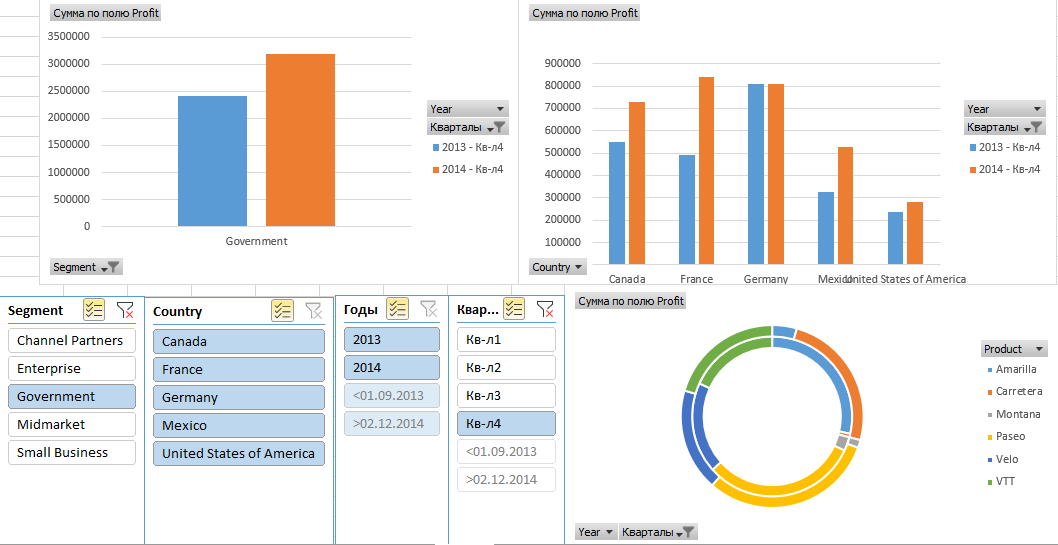 Сумма по полю Profit
3500000
3000000
2500000
2000000
1500000
1000000
500000
0
Government
Year
Кварталы
2013 - Кв-л4
2014 - Кв-л4
Segment
Сумма по полю Profit
900000
800000
700000
600000
500000
400000
300000
200000
100000
Canada
France
Germany
Mexico
United States of America
Year
Кварталы
2013 - Кв-л4
2014 - Кв-л4
Country
Segment
Channel Partners
Enterprise
Government
Midmarket
Small Business
Country
Canada
France
Germany
Mexico
United States of America
Годы
2013
2014
<01.09.2013
>02.12.2014
Квар...
Кв-л1
Кв-л2
Кв-л3
Кв-л4
<01.09.2013
>02.12.2014
Сумма по полю Profit
Product
Amarilla
Carretera
Montana
Paseo
Velo
VTT
Year
Кварталы